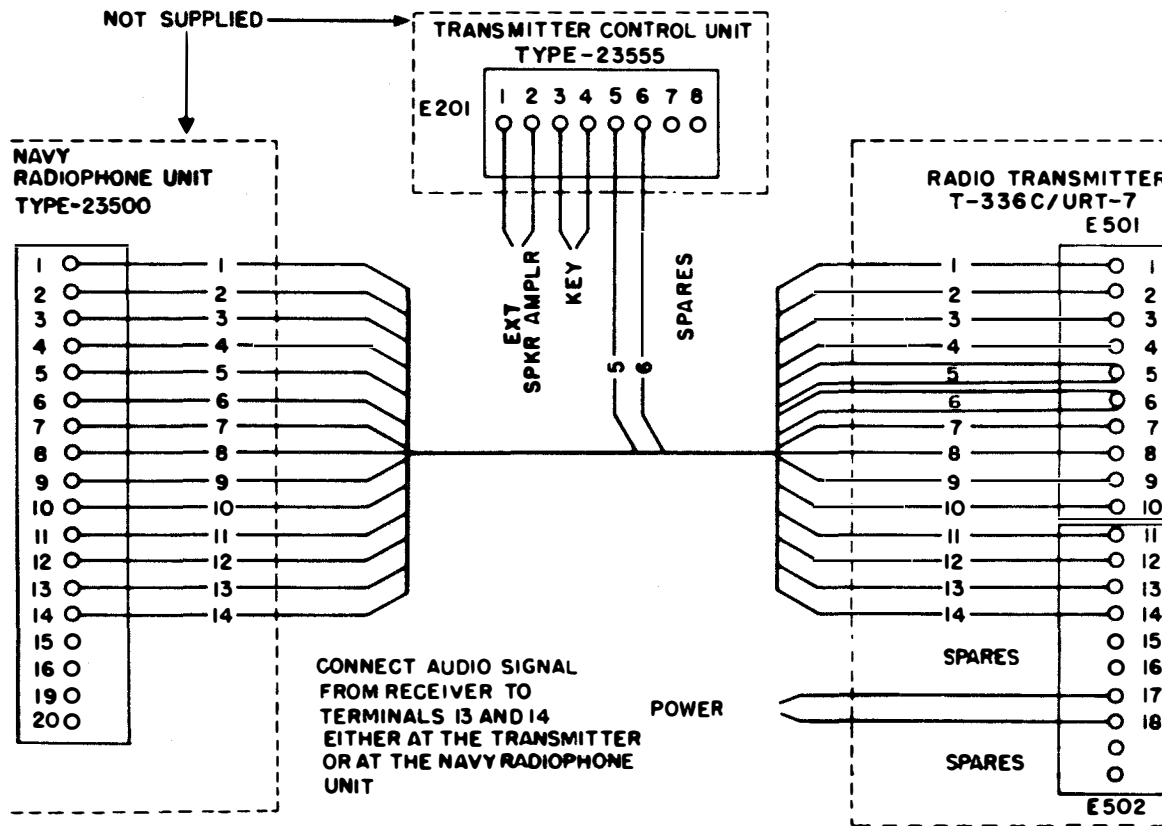 NOT SUPPLIED
TRANSMITTER CONTROL UNIT
TYPE-23555
E201
1 2 3 4 5 6 7 8
EXT
SPKR AMPLR
KEY
SPARES
5
6
NAVY
RADIOPHONE UNIT
TYPE-23500
1 1
2 2
3 3
4 4
5 5
6 6
7 7
8 8
9 9
10 10
11 11
12 12
13 13
14 14
15
16
19
20
RADIO TRANSMITTER
T-336C/URT-7
E501
1 1
2 2
3 3
4 4
5 5
6 6
7 7
8 8
9 9
10 10
11 11
12 12
13 13
14 14
15
SPARES 16
17
18
SPARES
E502
POWER
CONNECT AUDIO SIGNAL
FROM RECEIVER TO
TERMINALS 13 AND 14
EITHER AT THE TRANSMITTER
OR AT THE NAVY RADIOPHONE
UNIT